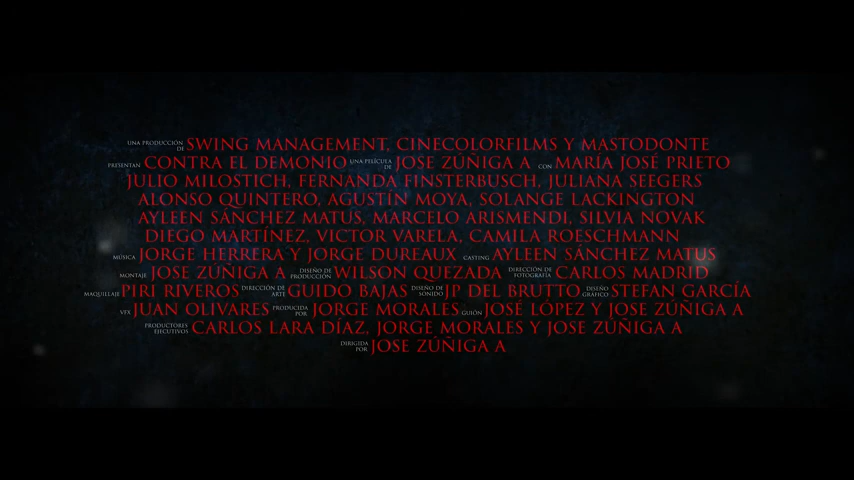 UNA PRODUCCIÓN DE SWING MANAGEMENT, CINECOLORFILMS Y MASTODONTE
PRESENTAN CONTRA EL DEMONIO UNA PELÍCULA DE JOSE ZÚÑIGA A CON MARÍA JOSÉ PRIETO
JULIO MILOSTICH, FERNANDA FINSTERBUSCH, JULIANA SEEGERS
ALONSO QUINTERO, AGUSTÍN MOYA, SOLANGE LACKINGTON
AYLEEN SÁNCHEZ MATUS, MARCELO ARISMENDI, SILVIA NOVAK
DIEGO MARTÍNEZ, VICTOR VARELA, CAMILA ROESCHMANN
MÚSICA JORGE HERRERA Y JORGE DUREAUX CASTING AYLEEN SÁNCHEZ MATUS
MONTAJE JOSE ZÚÑIGA A DISEÑO DE PRODUCCIÓN WILSON QUEZADA DIRECCIÓN DE FOTOGRAFÍA CARLOS MADRID
MAQUILLAJE PIRI RIVEROS DIRECCIÓN DE ARTE GUIDO BAJAS DISEÑO DE SONIDO JP DEL BRUTTO DISEÑO GRÁFICO STEFAN GARCÍA
VFX JUAN OLIVARES PRODUCIDA POR JORGE MORALES GUIÓN JOSÉ LÓPEZ Y JOSE ZÚÑIGA A
PRODUCTORES EJECUTIVOS CARLOS LARA DÍAZ, JORGE MORALES Y JOSE ZÚÑIGA A
DIRIGIDA POR JOSE ZÚÑIGA A